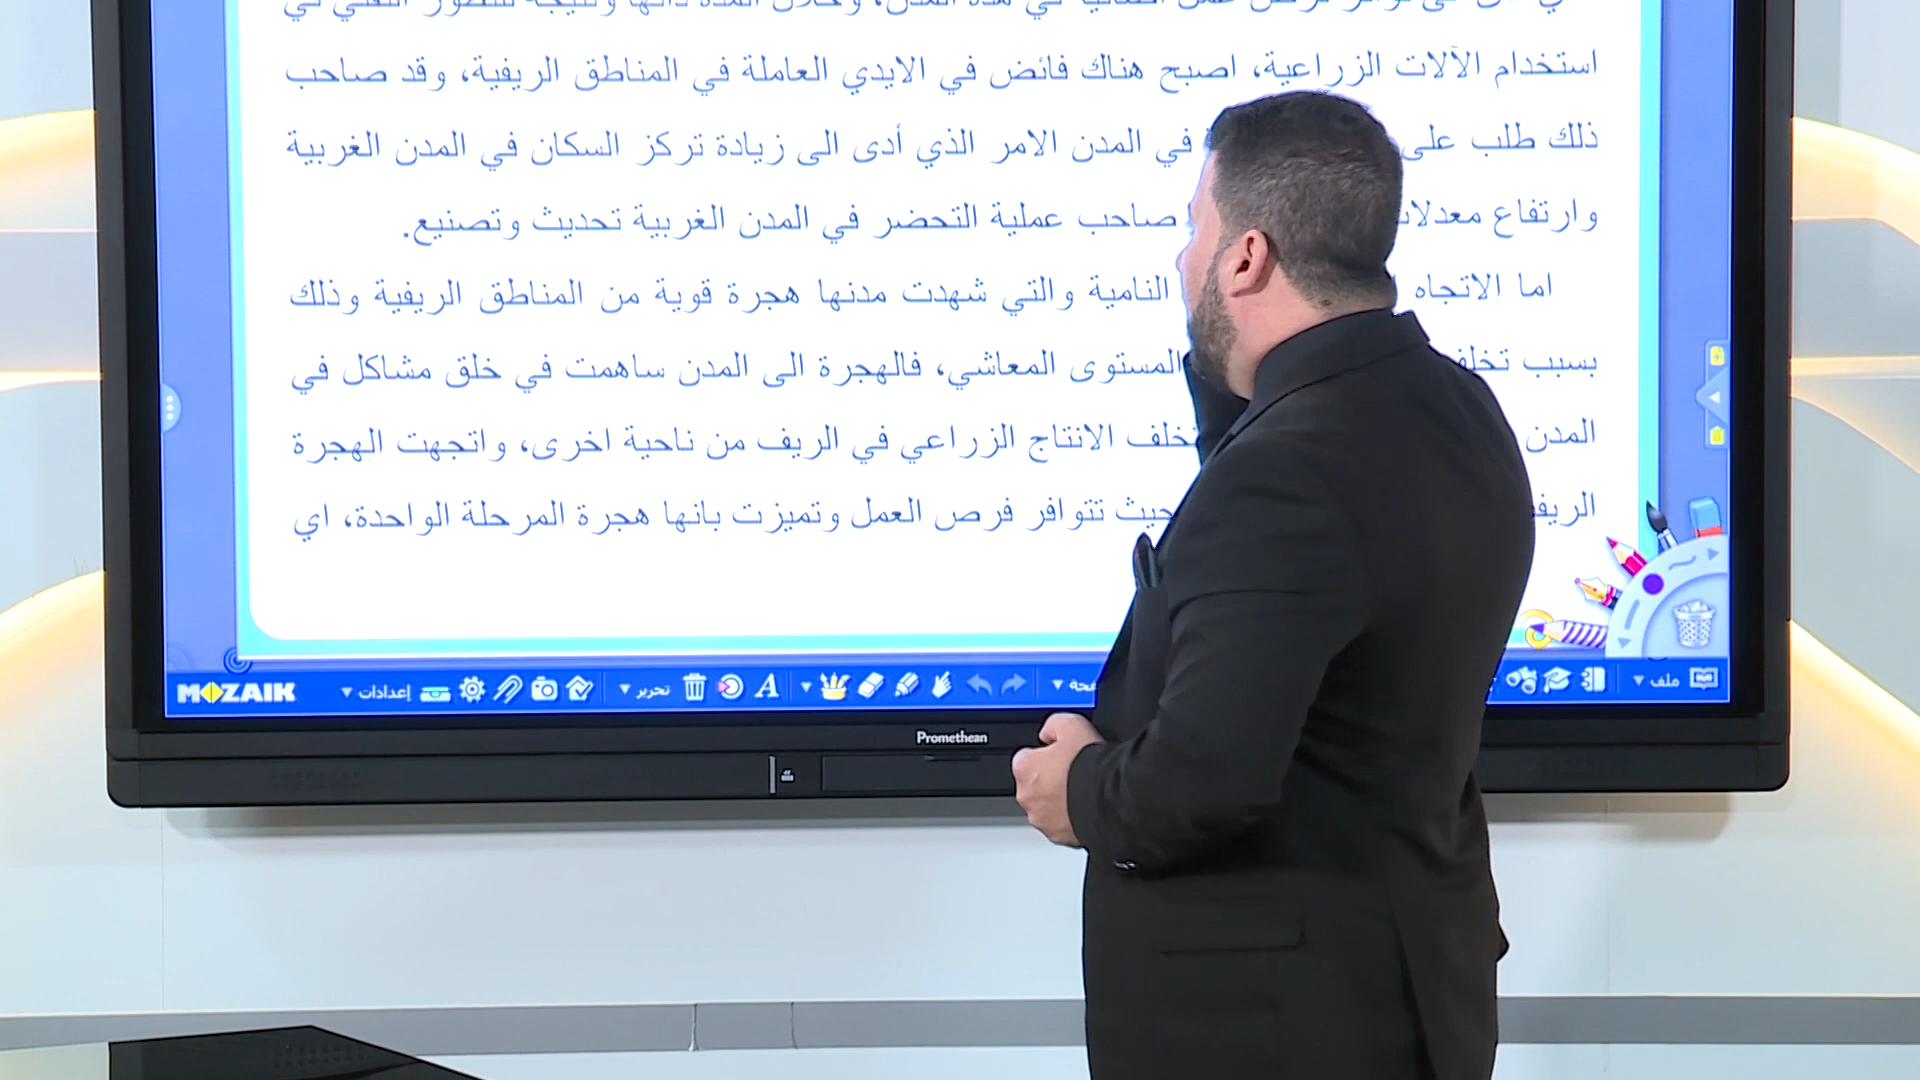 استخدام الآلات الزراعية، اصبح هناك فائض في الايدي العاملة في المناطق الريفية، وقد صاحب
ذلك طلب على في المدن الامر الذي أدى الى زيادة تركز السكان في المدن الغربية
وارتفاع صاحب عملية التحضر في المدن الغربية تحديث وتصنيع.
اما الاتجاه النامية والتي شهدت مدنها هجرة قوية من المناطق الريفية وذلك
بسبب المستوى المعاشي، فالهجرة الى المدن ساهمت في خلق مشاكل في
المدن تخلف الانتاج الزراعي في الريف من ناحية اخرى، واتجهت الهجرة
حيث تتوافر فرص العمل وتميزت بانها هجرة المرحلة الواحدة، اي
ملف تحرير إعدادات MOZAIK
Promethean